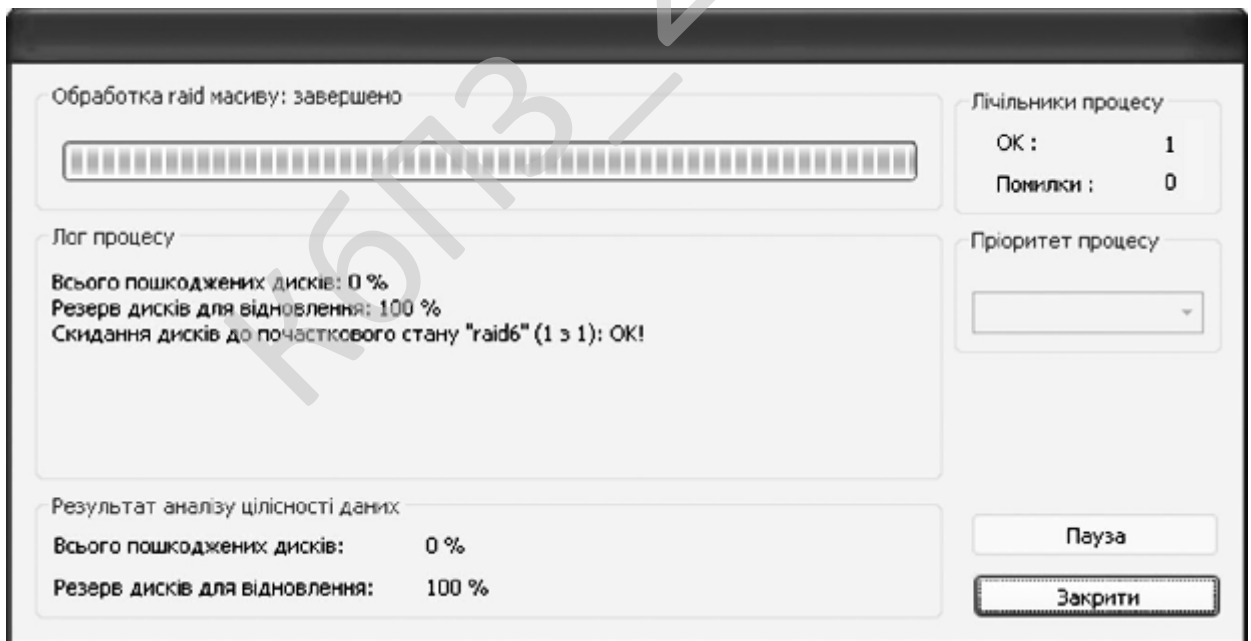 Обработка raid масиву: завершено
Лічільники процесу
ОК : 1
Помилки : 0
Лог процесу
Всього пошкоджених дисків: 0 %
Резерв дисків для відновлення: 100 %
Скидання дисків до початкового стану "raid6" (1 з 1): OK!
Пріоритет процесу
Результат аналізу цілісності даних
Всього пошкоджених дисків: 0 %
Резерв дисків для відновлення: 100 %
Пауза
Закрити